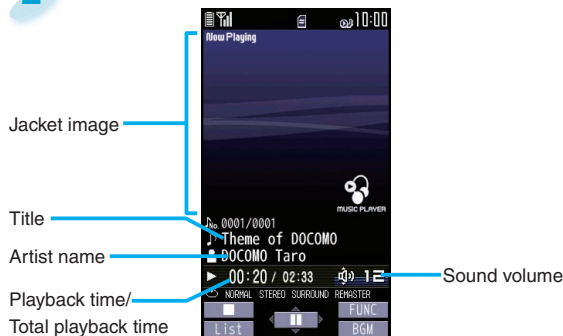 10:00
Now Playing
Jacket image
MUSIC PLAYER
No. 0001/0001
Title
Theme of DOCOMO
Artist name
DOCOMO Taro
00:20 / 02:33
12
Sound volume
Playback time/
Total playback time
NORMAL STEREO SURROUND REMASTER
FUNC
List
BGM